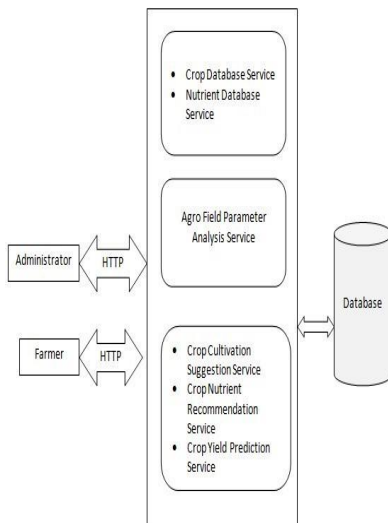 • Crop Database Service
• Nutrient Database
Service
Agro Field Parameter
Analysis Service
Administrator
HTTP
Database
Farmer
HTTP
• Crop Cultivation
Suggestion Service
• Crop Nutrient
Recommendation
Service
• Crop Yield Prediction
Service